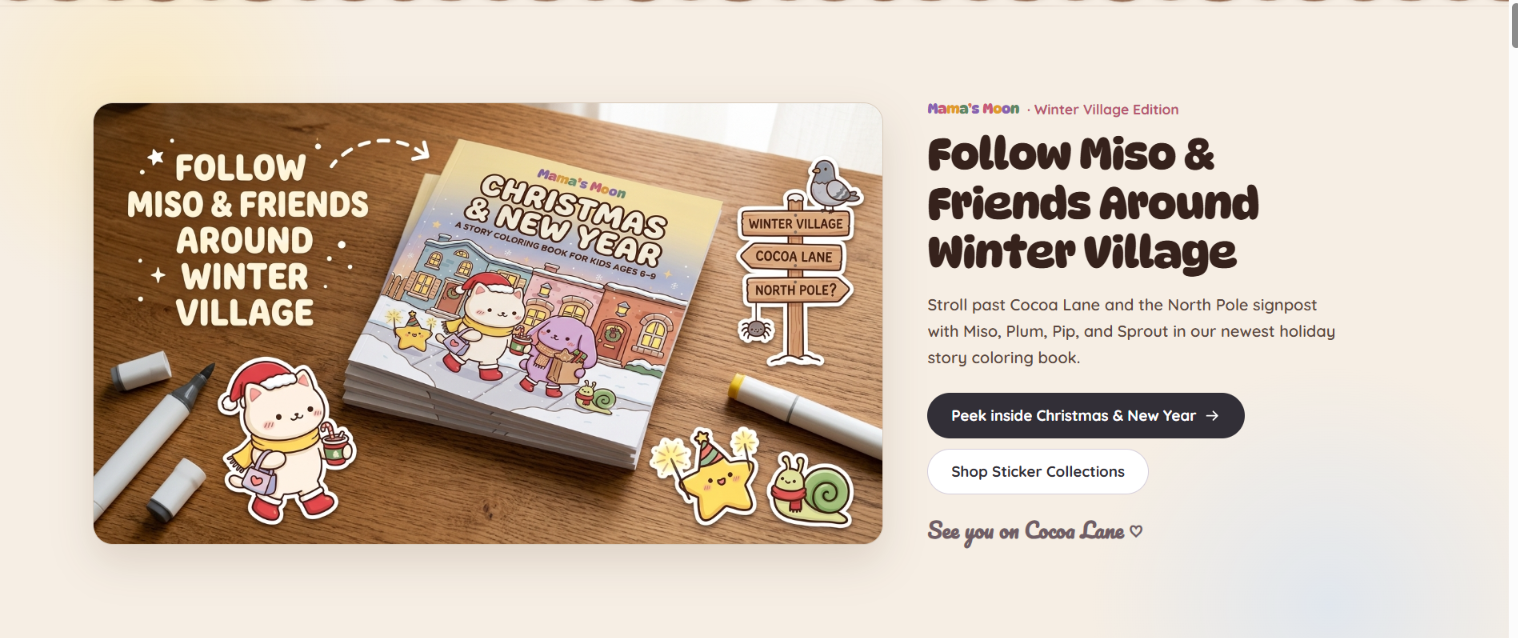 FOLLOW
MISO & FRIENDS
AROUND
WINTER
VILLAGE
Mama's Moon
CHRISTMAS
& NEW YEAR
A STORY COLORING BOOK FOR KIDS AGES 6–9
WINTER VILLAGE
COCOA LANE
NORTH POLE?
Mama's Moon · Winter Village Edition
Follow Miso &
Friends Around
Winter Village
Stroll past Cocoa Lane and the North Pole signpost
with Miso, Plum, Pip, and Sprout in our newest holiday
story coloring book.
Peek inside Christmas & New Year →
Shop Sticker Collections
See you on Cocoa Lane ♡